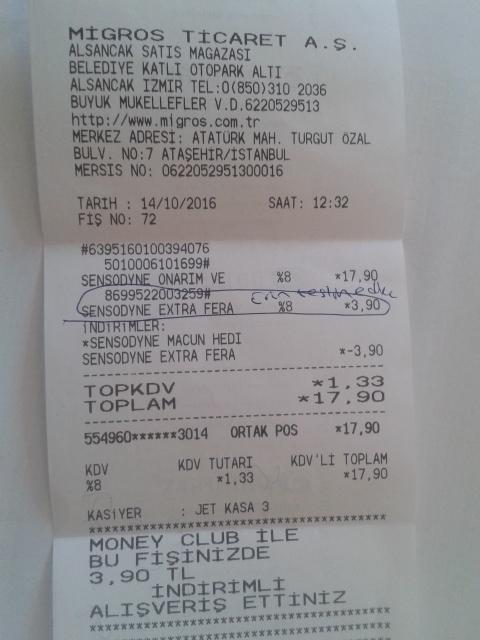 MİGROS TİCARET A.Ş.
ALSANCAK SATIS MAGAZASI
BELEDIYE KATLI OTOPARK ALTI
ALSANCAK IZMIR TEL:0(850)310 2036
BUYUK MUKELLEFLER V.D.6220529513
http://www.migros.com.tr
MERKEZ ADRESİ: ATATÜRK MAH. TURGUT ÖZAL
BULV. NO:7 ATAŞEHİR/İSTANBUL
MERSIS NO: 0622052951300016
TARIH : 14/10/2016 SAAT: 12:32
FİŞ NO: 72
#6395160100394076
5010006101699#
SENSODYNE ONARIM VE %8 *17,90
8699522003259#
SENSODYNE EXTRA FERA %8 *3,90
İNDİRİMLER:
*SENSODYNE MACUN HEDI
SENSODYNE EXTRA FERA *-3,90
TOPKDV *1,33
TOPLAM *17,90
554960******3014 ORTAK POS *17,90
KDV KDV TUTARI KDV'Lİ TOPLAM
%8 *1,33 *17,90
KASİYER : JET KASA 3
****************************************
MONEY CLUB İLE
BU FİŞİNİZDE
3,90 TL
İNDİRİMLİ
ALIŞVERİŞ ETTİNİZ
****************************************